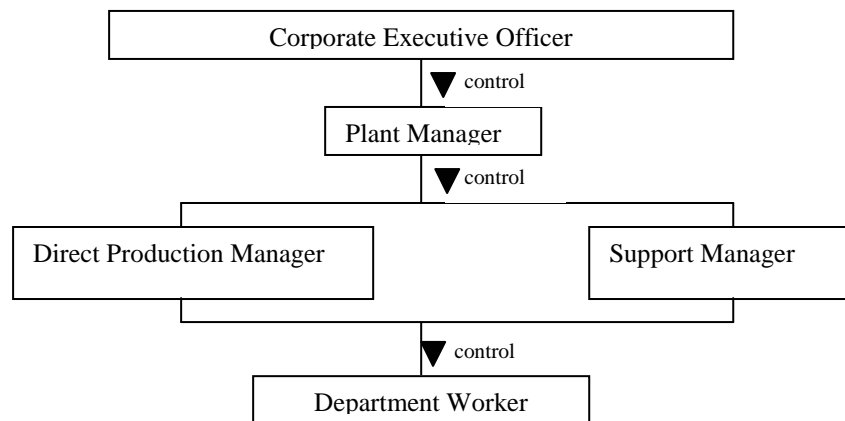 Corporate Executive Officer
control
Plant Manager
control
Direct Production Manager
Support Manager
control
Department Worker